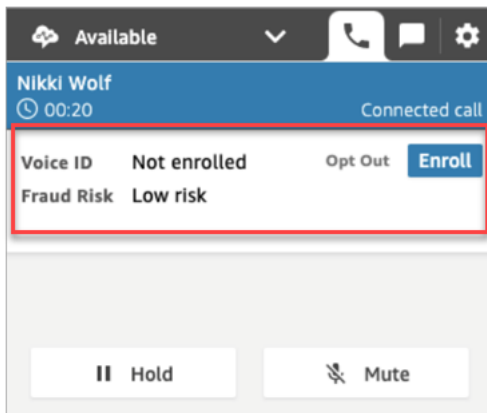 Available
Nikki Wolf
00:20 Connected call
Voice ID Not enrolled Opt Out Enroll
Fraud Risk Low risk
Hold Mute